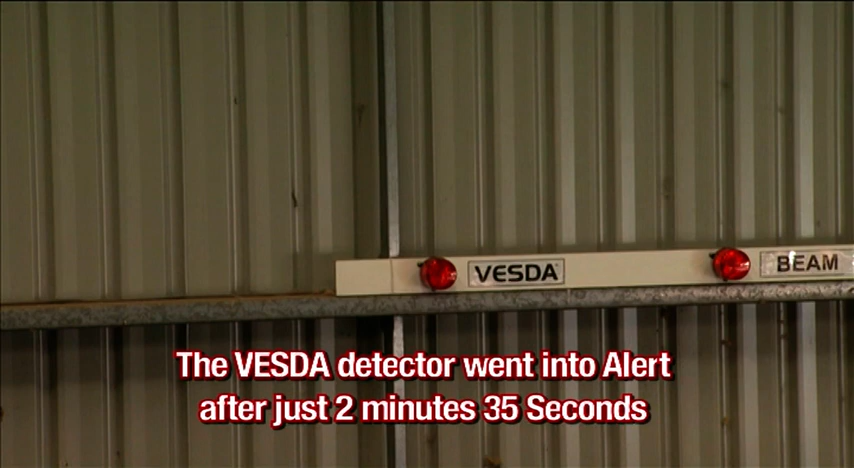 VESDA
BEAM
The VESDA detector went into Alert
after just 2 minutes 35 Seconds